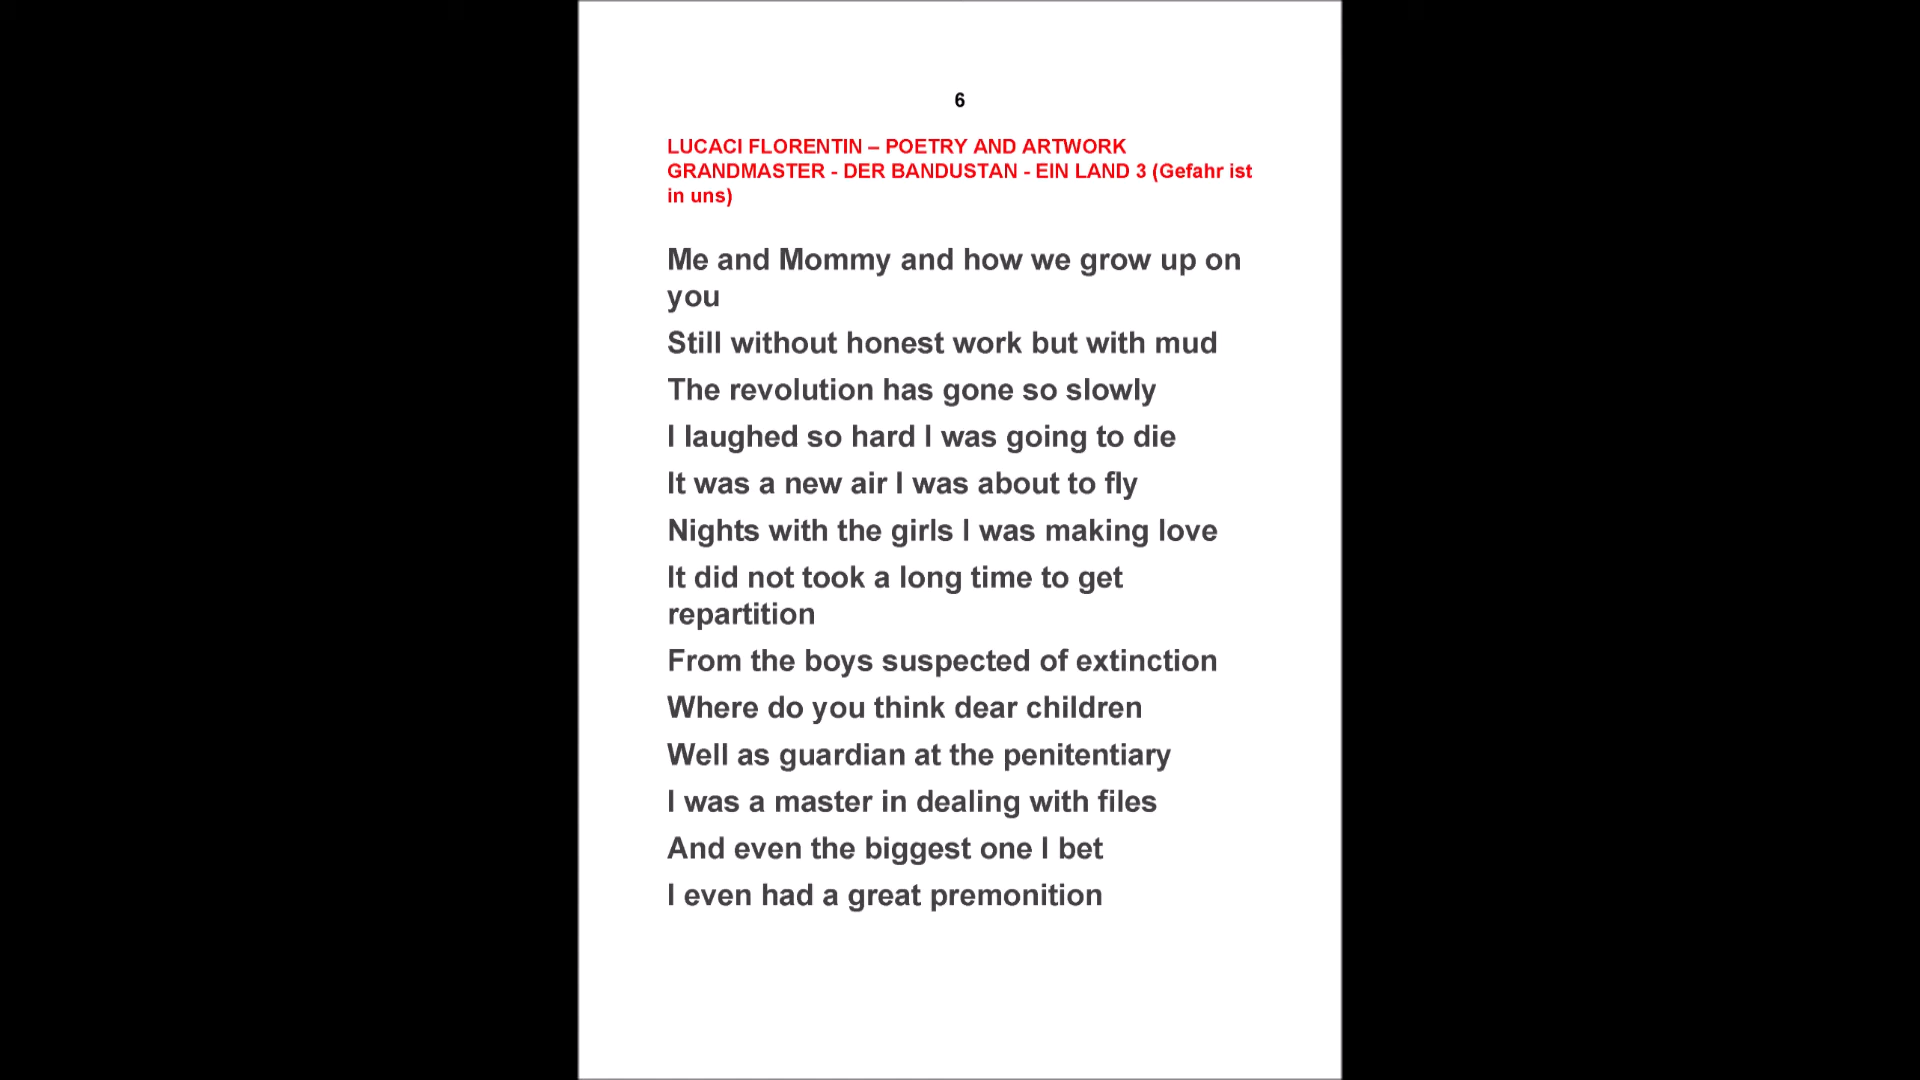 6
LUCACI FLORENTIN – POETRY AND ARTWORK
GRANDMASTER - DER BANDUSTAN - EIN LAND 3 (Gefahr ist
in uns)
Me and Mommy and how we grow up on
you
Still without honest work but with mud
The revolution has gone so slowly
I laughed so hard I was going to die
It was a new air I was about to fly
Nights with the girls I was making love
It did not took a long time to get
repartition
From the boys suspected of extinction
Where do you think dear children
Well as guardian at the penitentiary
I was a master in dealing with files
And even the biggest one I bet
I even had a great premonition